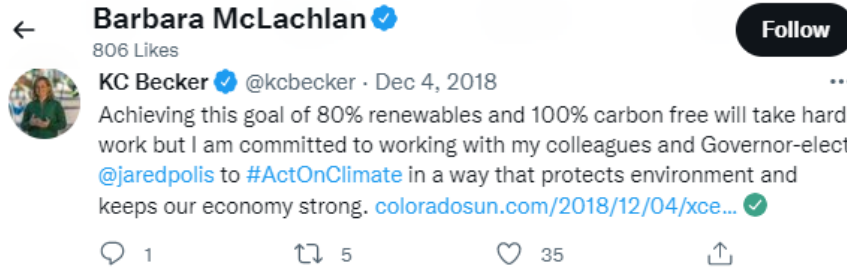 Barbara McLachlan
806 Likes
Follow
KC Becker @kcbecker · Dec 4, 2018
Achieving this goal of 80% renewables and 100% carbon free will take hard
work but I am committed to working with my colleagues and Governor-elect
@jaredpolis to #ActOnClimate in a way that protects environment and
keeps our economy strong. coloradosun.com/2018/12/04/xce...
1 5 35